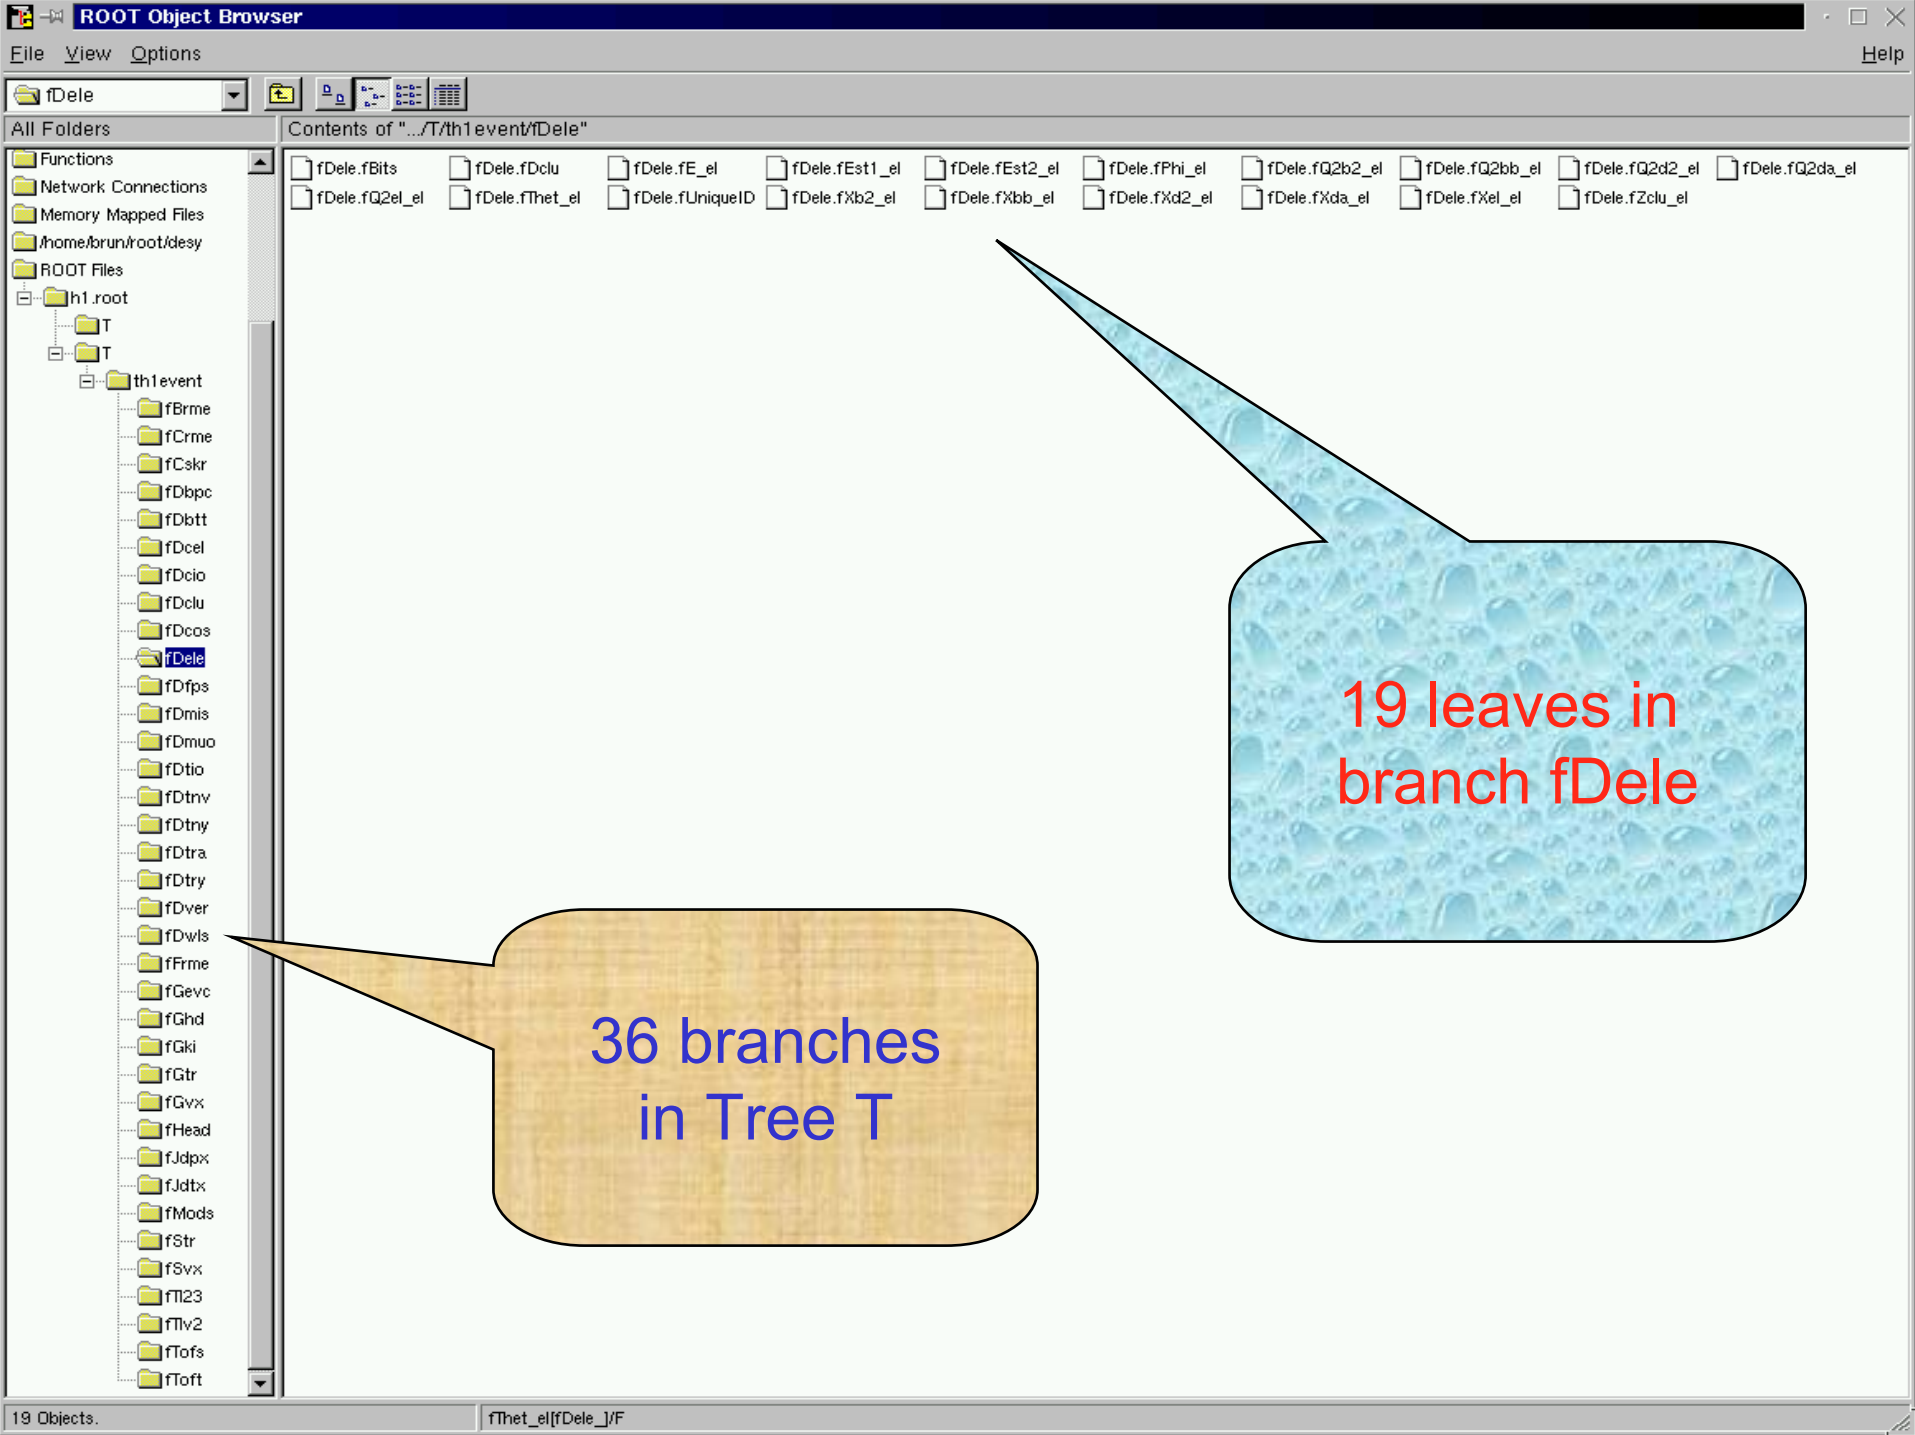 ROOT Object Browser
File View Options Help
fDele
All Folders
Contents of ".../T/th1event/fDele"
Functions
Network Connections
Memory Mapped Files
/home/brun/root/desy
ROOT Files
h1.root
T
T
th1event
fBrme
fCrme
fCskr
fDbpc
fDbtt
fDcel
fDcio
fDclu
fDcos
fDele
fDfps
fDmis
fDmuo
fDtio
fDtnv
fDtny
fDtra
fDtry
fDver
fDwls
fFrme
fGevc
fGhd
fGki
fGtr
fGvx
fHead
fJdpx
fJdtx
fMods
fStr
fSvx
fTl23
fTlv2
fTofs
fToft
fDele.fBits fDele.fDclu fDele.fE_el fDele.fEst1_el fDele.fEst2_el fDele.fPhi_el fDele.fQ2b2_el fDele.fQ2bb_el fDele.fQ2d2_el fDele.fQ2da_el
fDele.fQ2el_el fDele.fThet_el fDele.fUniqueID fDele.fXb2_el fDele.fXbb_el fDele.fXd2_el fDele.fXda_el fDele.fXel_el fDele.fZclu_el
19 leaves in
branch fDele
36 branches
in Tree T
19 Objects.
fThet_el[fDele_]/F